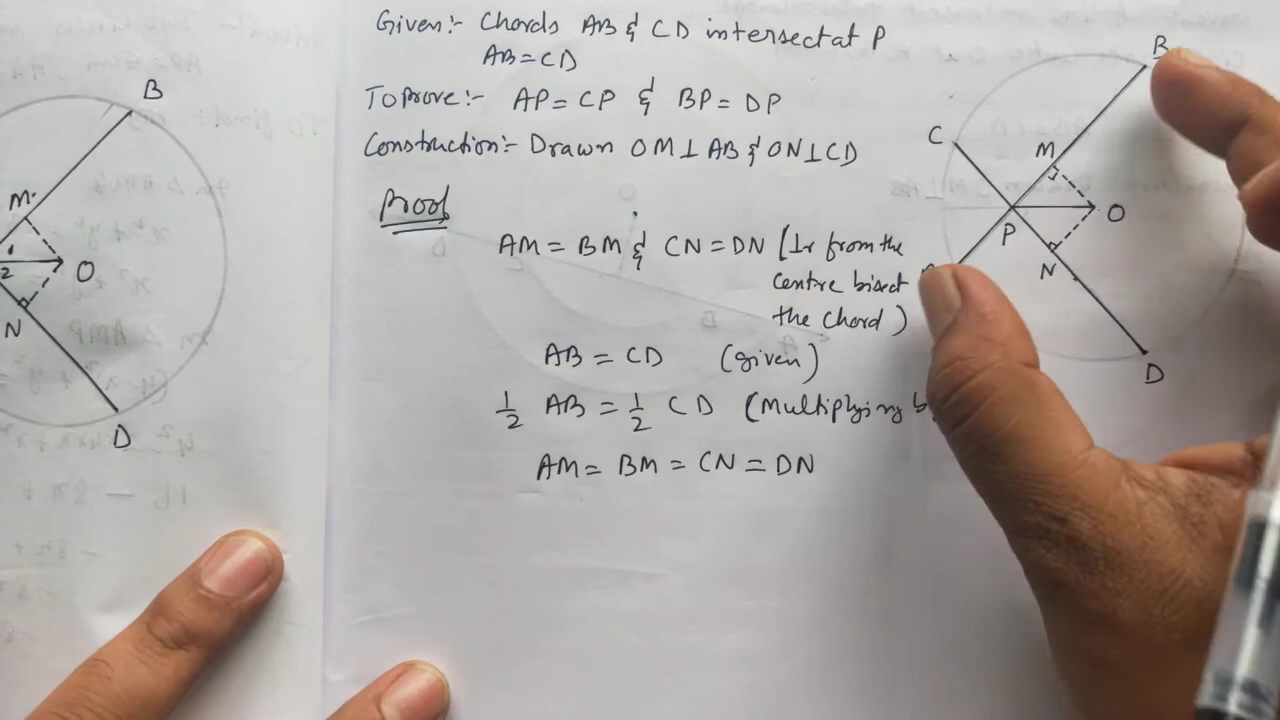 Given:- Chords AB & CD intersect at P
AB = CD
To prove:- AP = CP & BP = DP
Construction:- Drawn OM ⊥ AB & ON ⊥ CD
Proof
AM = BM & CN = DN [⊥r from the
centre bisect
the chord)
AB = CD (given)
1/2 AB = 1/2 CD (Multiplying
AM = BM = CN = DN
B
M
1
2
O
N
D
B
C
M
O
P
N
D